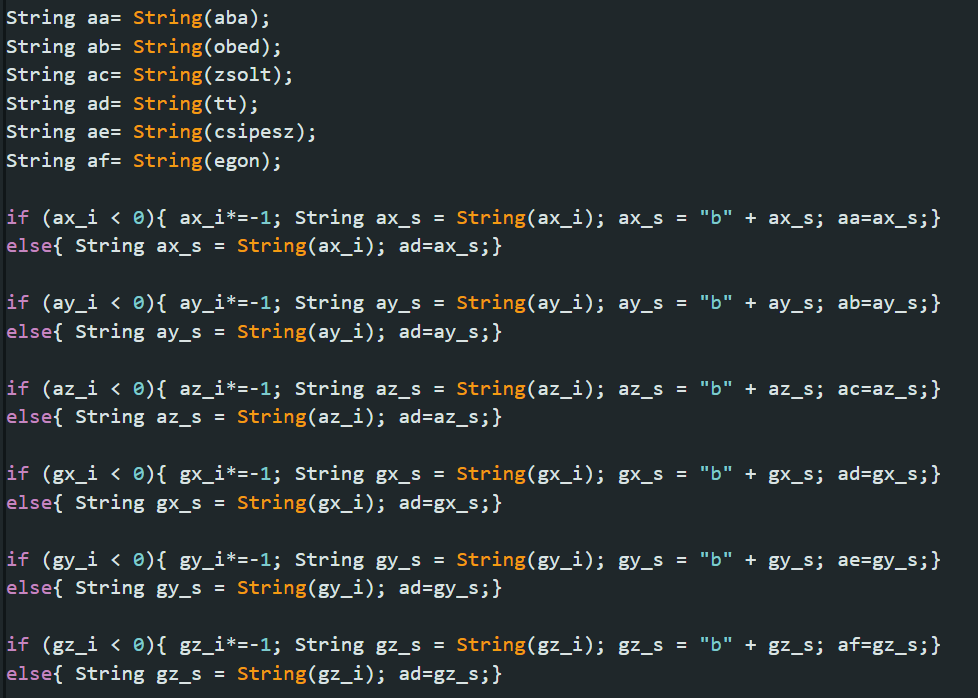 String aa= String(aba);
String ab= String(obed);
String ac= String(zsolt);
String ad= String(tt);
String ae= String(csipesz);
String af= String(egon);
if (ax_i < 0){ ax_i*=-1; String ax_s = String(ax_i); ax_s = "b" + ax_s; aa=ax_s;}
else{ String ax_s = String(ax_i); ad=ax_s;}
if (ay_i < 0){ ay_i*=-1; String ay_s = String(ay_i); ay_s = "b" + ay_s; ab=ay_s;}
else{ String ay_s = String(ay_i); ad=ay_s;}
if (az_i < 0){ az_i*=-1; String az_s = String(az_i); az_s = "b" + az_s; ac=az_s;}
else{ String az_s = String(az_i); ad=az_s;}
if (gx_i < 0){ gx_i*=-1; String gx_s = String(gx_i); gx_s = "b" + gx_s; ad=gx_s;}
else{ String gx_s = String(gx_i); ad=gx_s;}
if (gy_i < 0){ gy_i*=-1; String gy_s = String(gy_i); gy_s = "b" + gy_s; ae=gy_s;}
else{ String gy_s = String(gy_i); ad=gy_s;}
if (gz_i < 0){ gz_i*=-1; String gz_s = String(gz_i); gz_s = "b" + gz_s; af=gz_s;}
else{ String gz_s = String(gz_i); ad=gz_s;}